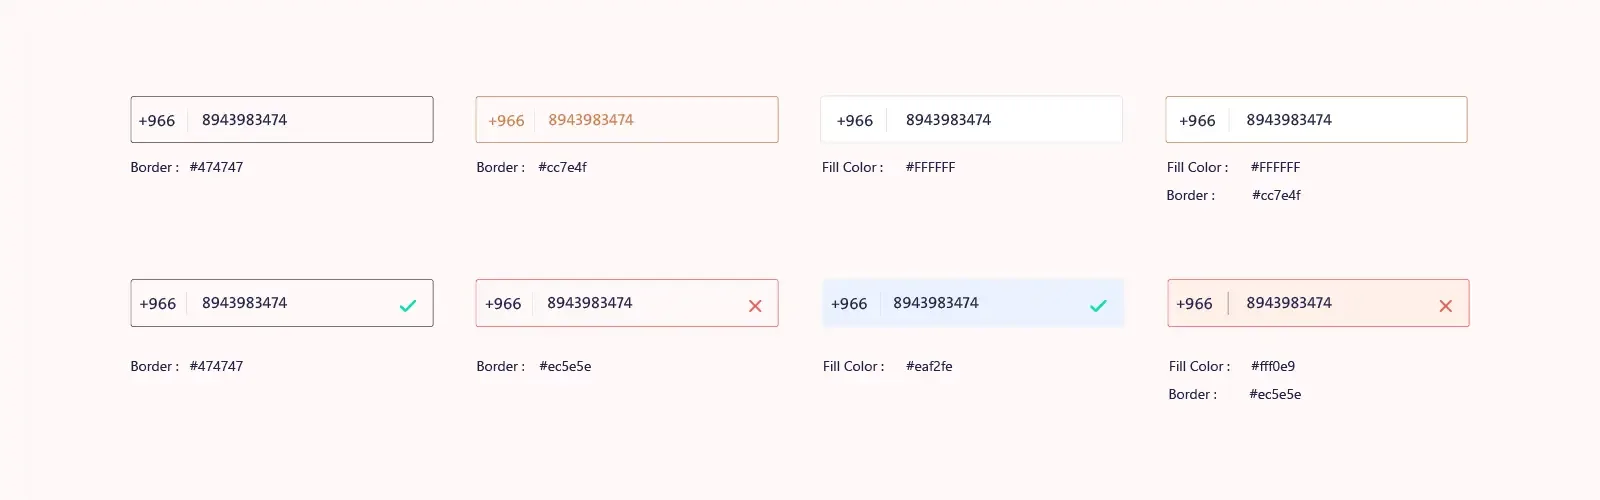 +966 8943983474
+966 8943983474
+966 8943983474
+966 8943983474
Border : #474747
Border : #cc7e4f
Fill Color : #FFFFFF
Fill Color : #FFFFFF
Border : #cc7e4f
+966 8943983474
+966 8943983474
+966 8943983474
+966 8943983474
Border : #474747
Border : #ec5e5e
Fill Color : #eaf2fe
Fill Color : #fff0e9
Border : #ec5e5e